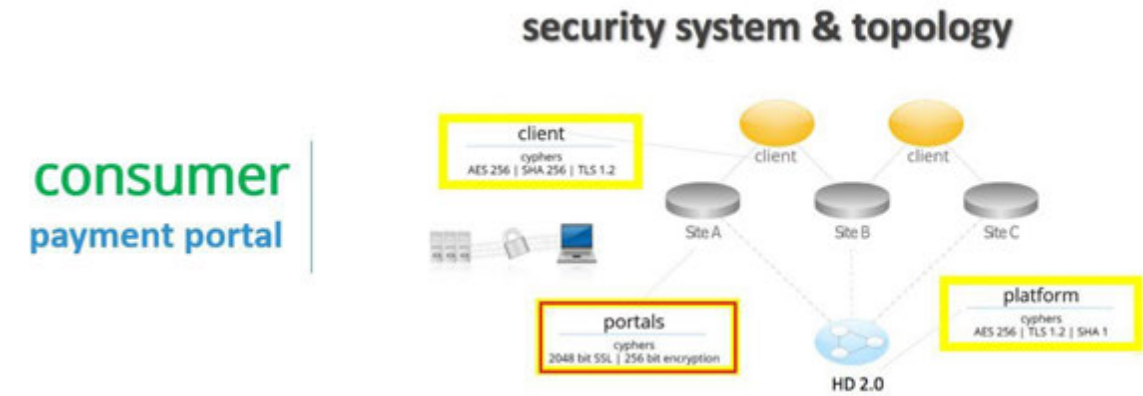 security system & topology
consumer
payment portal
client
cyphers
AES 256 | SHA 256 | TLS 1.2
client
client
Site A
Site B
Site C
portals
cyphers
2048 bit SSL | 256 bit encryption
platform
cyphers
AES 256 | TLS 1.2 | SHA 1
HD 2.0